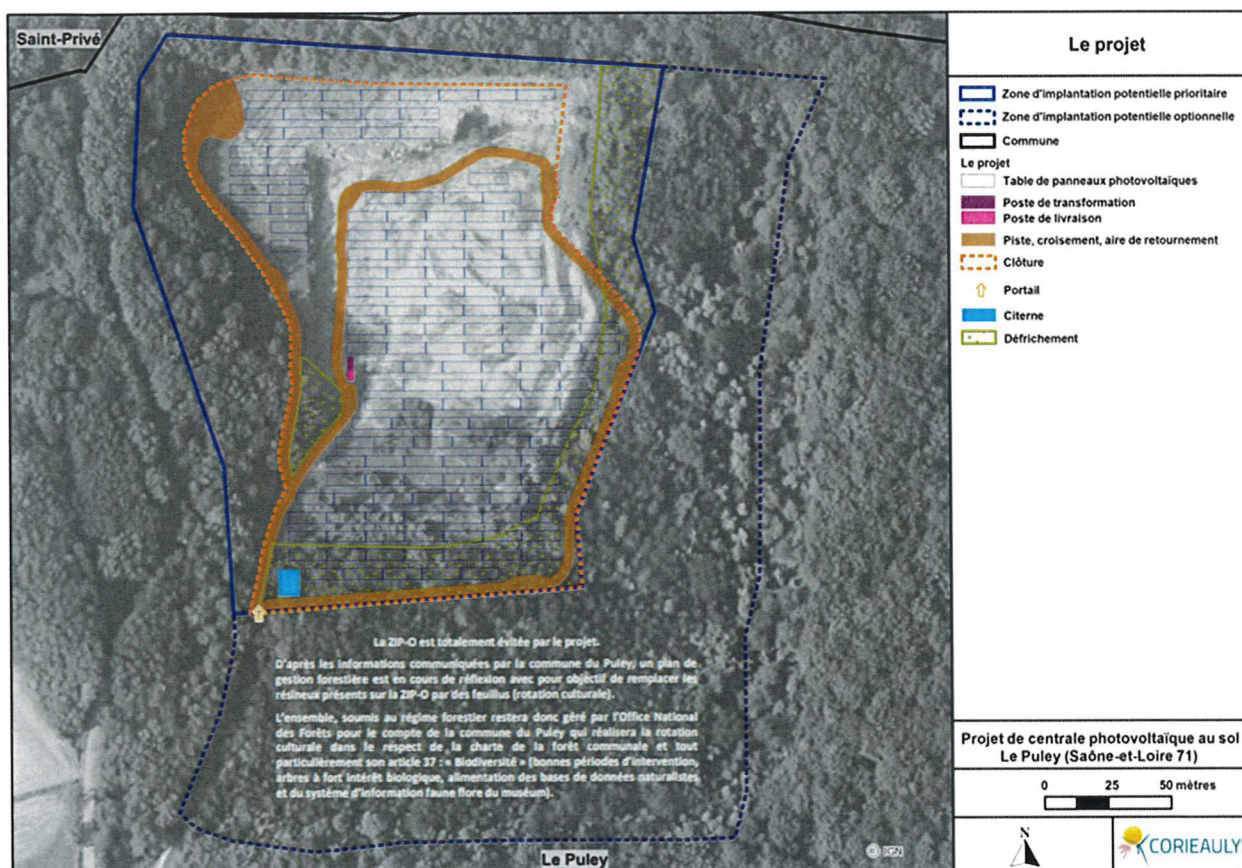 Saint-Privé
Le projet
Zone d'implantation potentielle prioritaire
Zone d'implantation potentielle optionnelle
Commune
Le projet
Table de panneaux photovoltaïques
Poste de transformation
Poste de livraison
Piste, croisement, aire de retournement
Clôture
Portail
Citerne
Défrichement
La ZIP-O est totalement évitée par le projet.
D'après les informations communiquées par la commune du Puley, un plan de
gestion forestière est en cours de réflexion avec pour objectif de remplacer les
résineux présents sur la ZIP-O par des feuillus (rotation culturale).
L'ensemble, soumis au régime forestier restera donc géré par l'Office National
des Forêts pour le compte de la commune du Puley qui réalisera la rotation
culturale dans le respect de la charte de la forêt communale et tout
particulièrement son article 37 : « Biodiversité » (bonnes périodes d'intervention,
arbres à fort intérêt biologique, alimentation des bases de données naturalistes
et du système d'information faune flore du muséum).
Le Puley
© IGN
Projet de centrale photovoltaïque au sol
Le Puley (Saône-et-Loire 71)
0 25 50 mètres
N
CORIEAULYS